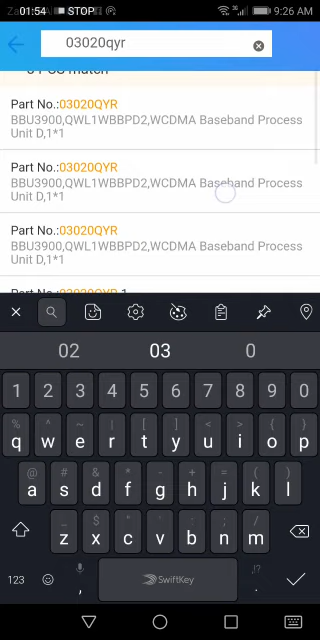 01:54 STOP 9:26 AM
03020qyr
Part No.:03020QYR
BBU3900,QWL1WBBPD2,WCDMA Baseband Process
Unit D,1*1
Part No.:03020QYR
BBU3900,QWL1WBBPD2,WCDMA Baseband Process
Unit D,1*1
Part No.:03020QYR
BBU3900,QWL1WBBPD2,WCDMA Baseband Process
Unit D,1*1
02 03 0
1 2 3 4 5 6 7 8 9 0
% ^ ~ | [ ] < > { }
q w e r t y u i o p
@ # & * - + = ( )
a s d f g h j k l
_ $ " ' : ; /
z x c v b n m
123 , SwiftKey ,!? .